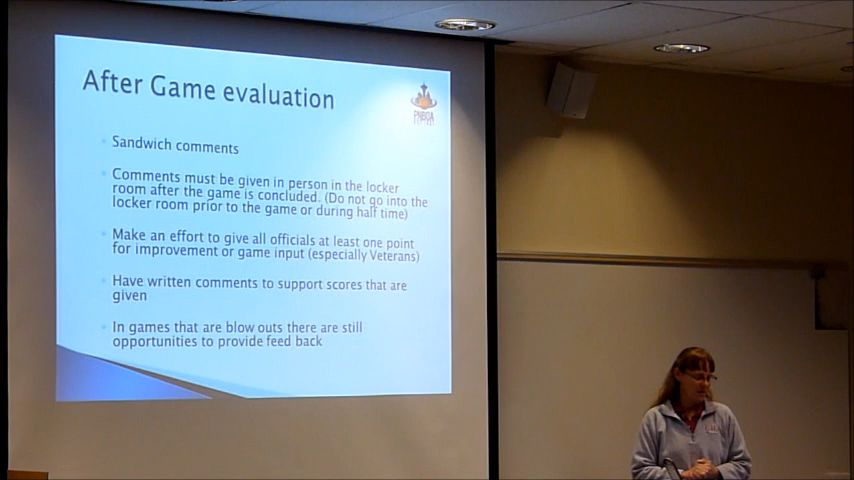 After Game evaluation
PNBOA
Sandwich comments
Comments must be given in person in the locker
room after the game is concluded. (Do not go into the
locker room prior to the game or during half time)
Make an effort to give all officials at least one point
for improvement or game input (especially Veterans)
Have written comments to support scores that are
given
In games that are blow outs there are still
opportunities to provide feed back